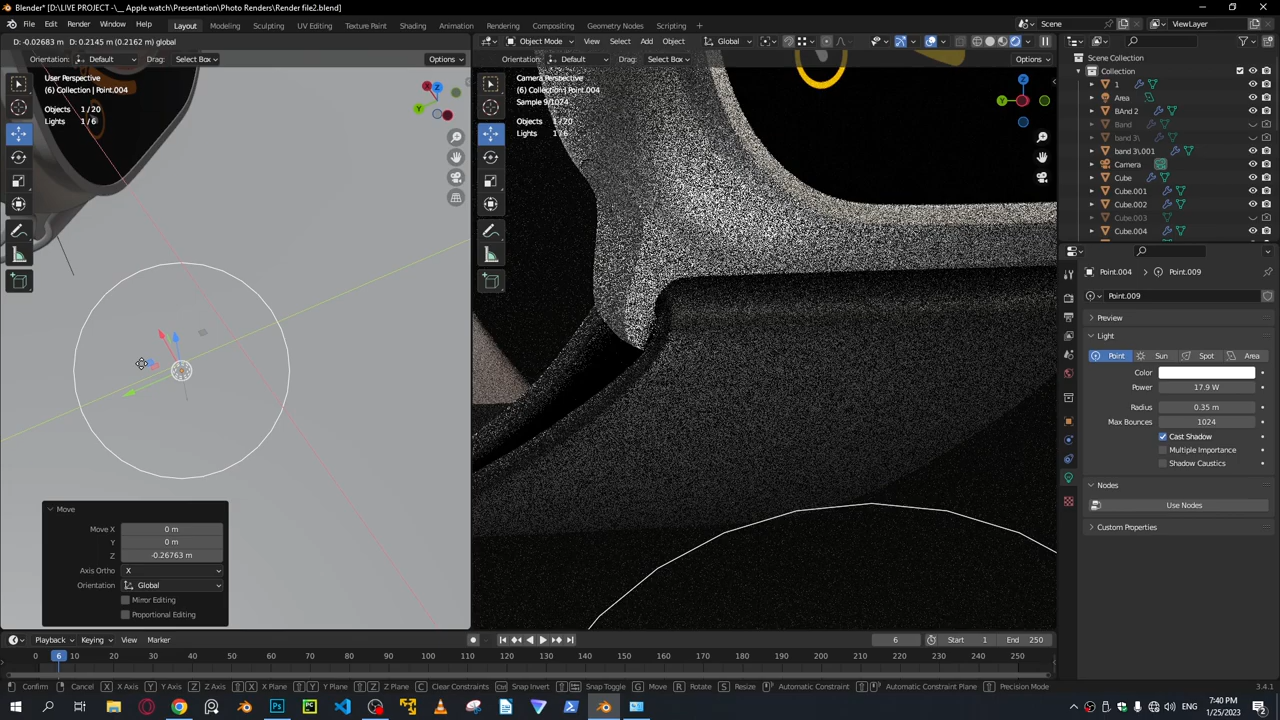 Blender* [D:\LIVE PROJECT -\__ Apple watch\Presentation\Photo Renders\Render file2.blend]
File Edit Render Window Help Layout Modeling Sculpting UV Editing Texture Paint Shading Animation Rendering Compositing Geometry Nodes Scripting Scene ViewLayer
D: -0.02683 m D: 0.2145 m (0.2162 m) global Object Mode View Select Add Object Global
Orientation: Default Drag: Select Box Options Orientation: Default Drag: Select Box Options
User Perspective
(6) Collection | Point.004
Objects 1/20
Lights 1/6
Camera Perspective
(6) Collection | Point.004
Sample 9/1024
Objects 1/20
Lights 1/6
Z
Y
X
Z
Y
Scene Collection
Collection
1
Area
BAnd 2
Band
band 3\
band 3\.001
Camera
Cube
Cube.001
Cube.002
Cube.003
Cube.004
Point.004 Point.009
Point.009
Preview
Light
Point Sun Spot Area
Color
Power 17.9 W
Radius 0.35 m
Max Bounces 1024
Cast Shadow
Multiple Importance
Shadow Caustics
Nodes
Use Nodes
Custom Properties
Move
Move X 0 m
Y 0 m
Z -0.26763 m
Axis Ortho X
Orientation Global
Mirror Editing
Proportional Editing
Playback Keying View Marker 6 Start 1 End 250
0 6 20 30 40 50 60 70 80 90 100 110 120 130 140 150 160 170 180 190 200 210 220 230 240 250
Confirm Cancel X X Axis Y Y Axis Z Z Axis X X Plane Y Y Plane Z Z Plane C Clear Constraints Ctrl Snap Invert Snap Toggle G Move R Rotate S Resize Automatic Constraint Automatic Constraint Plane Precision Mode 3.4.1
ENG 7:40 PM
1/25/2023